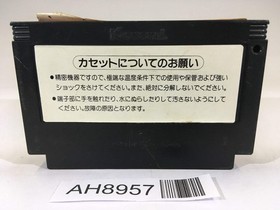 カセットについてのお願い
●精密機器ですので、極端な温度条件下での使用や保管および強い
ショックをさけてください。また、絶対に分解しないでください。
●端子部に手を触れたり、水にぬらしたりして汚さないようにして
ください。故障の原因となります。
AH8957